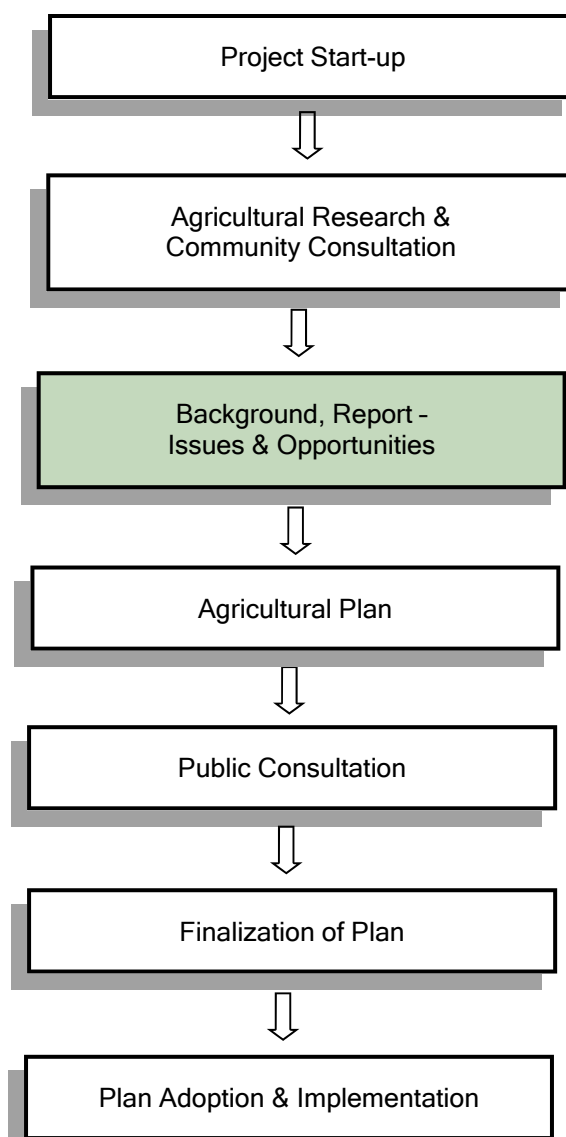 Project Start-up
Agricultural Research &
Community Consultation
Background, Report -
Issues & Opportunities
Agricultural Plan
Public Consultation
Finalization of Plan
Plan Adoption & Implementation